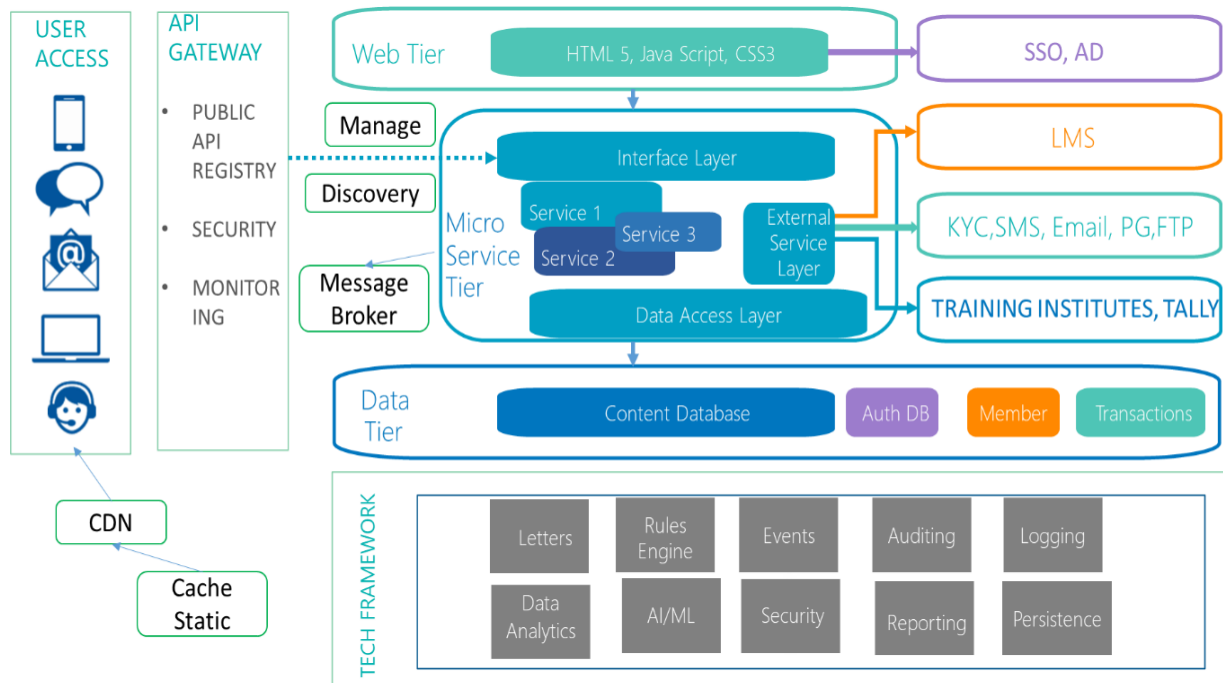 USER
ACCESS
API
GATEWAY
• PUBLIC
API
REGISTRY
• SECURITY
• MONITOR
ING
Manage
Discovery
Message
Broker
Web Tier
HTML 5, Java Script, CSS3
SSO, AD
Micro
Service
Tier
Interface Layer
Service 1
Service 3
Service 2
External
Service
Layer
Data Access Layer
LMS
KYC,SMS, Email, PG,FTP
TRAINING INSTITUTES, TALLY
Data
Tier
Content Database
Auth DB
Member
Transactions
CDN
Cache
Static
TECH FRAMEWORK
Letters
Rules
Engine
Events
Auditing
Logging
Data
Analytics
AI/ML
Security
Reporting
Persistence